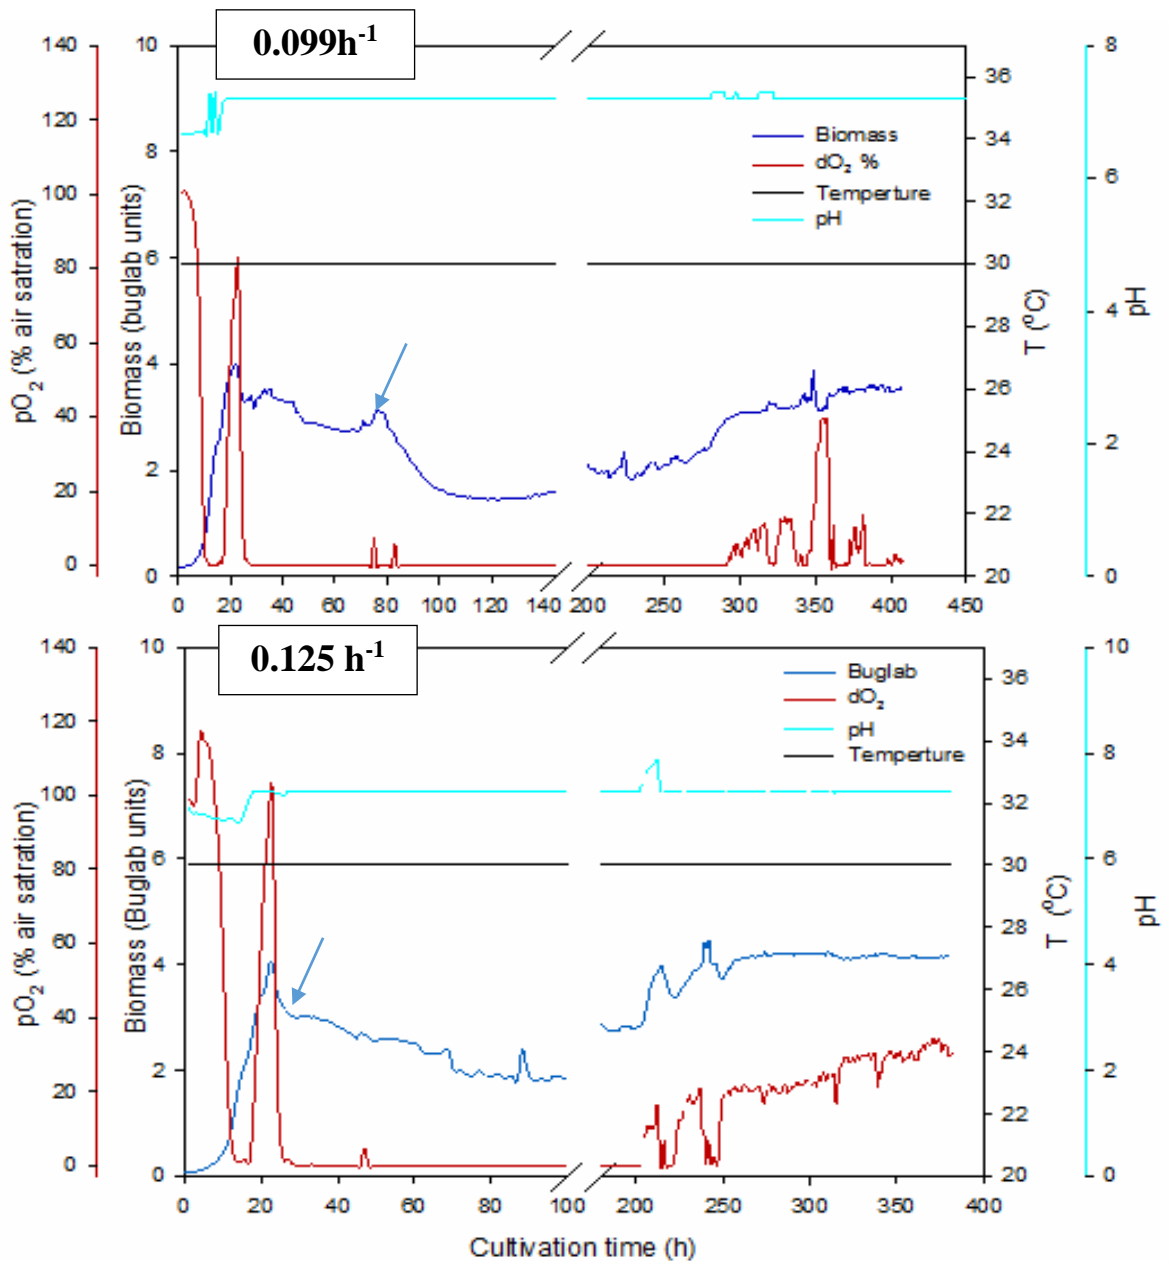 0.099h-1
140
120
100
80
60
40
20
0
pO2 (% air satration)
10
8
6
4
2
0
Biomass (buglab units)
36
34
32
30
28
26
24
22
20
T (oC)
8
6
4
2
0
pH
Biomass
dO2 %
Temperture
pH
0 20 40 60 80 100 120 140 200 250 300 350 400 450
0.125 h-1
140
120
100
80
60
40
20
0
pO2 (% air satration)
10
8
6
4
2
0
Biomass (Buglab units)
36
34
32
30
28
26
24
22
20
T (oC)
10
8
6
4
2
0
pH
Buglab
dO2
pH
Temperture
0 20 40 60 80 100 200 250 300 350 400
Cultivation time (h)